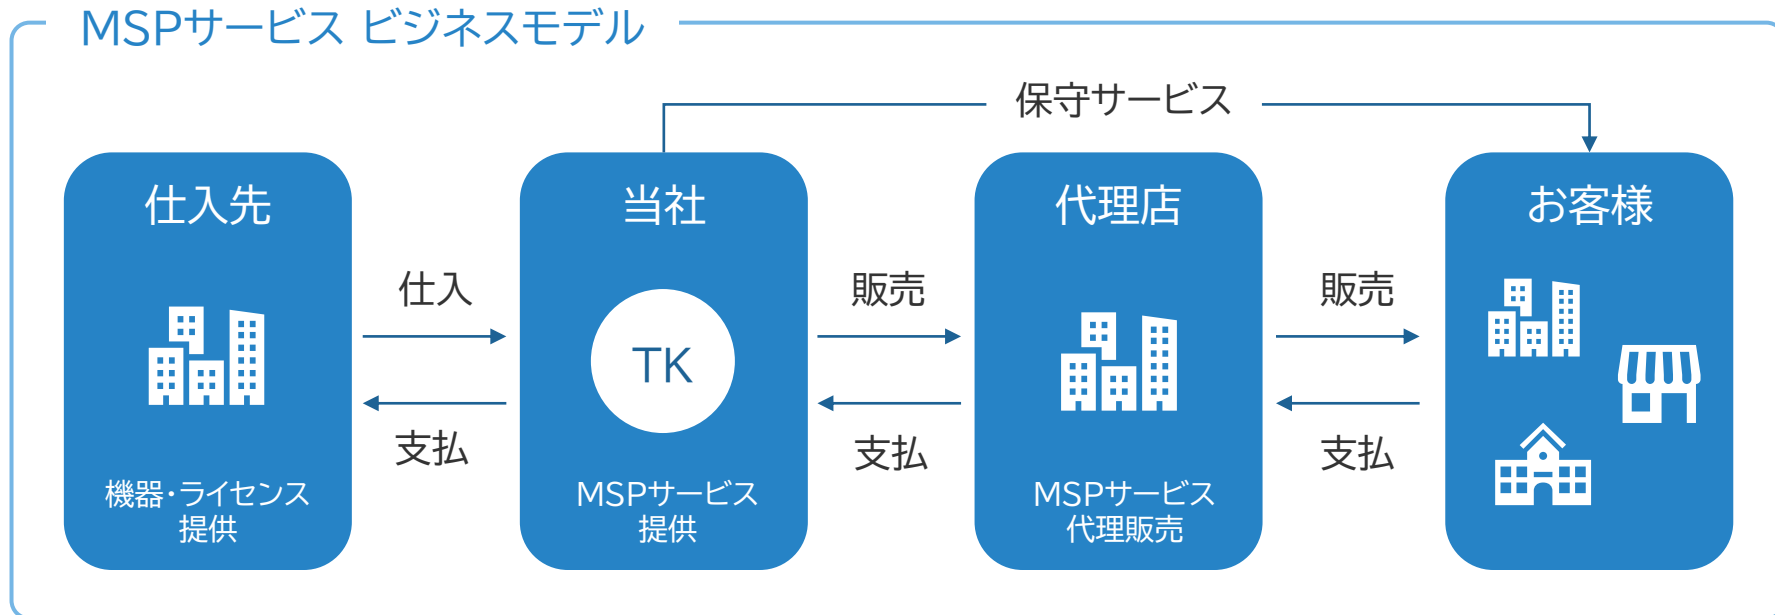 MSPサービス ビジネスモデル
保守サービス
仕入先
当社
代理店
お客様
仕入
販売
販売
TK
支払
支払
支払
機器・ライセンス
提供
MSPサービス
提供
MSPサービス
代理販売